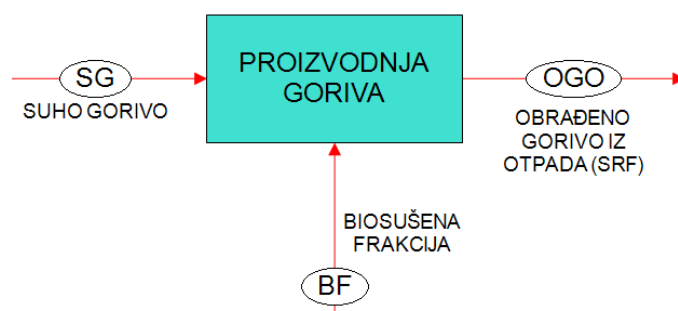 PROIZVODNJA
GORIVA
SG
SUHO GORIVO
OGO
OBRAĐENO
GORIVO IZ
OTPADA (SRF)
BIOSUŠENA
FRAKCIJA
BF